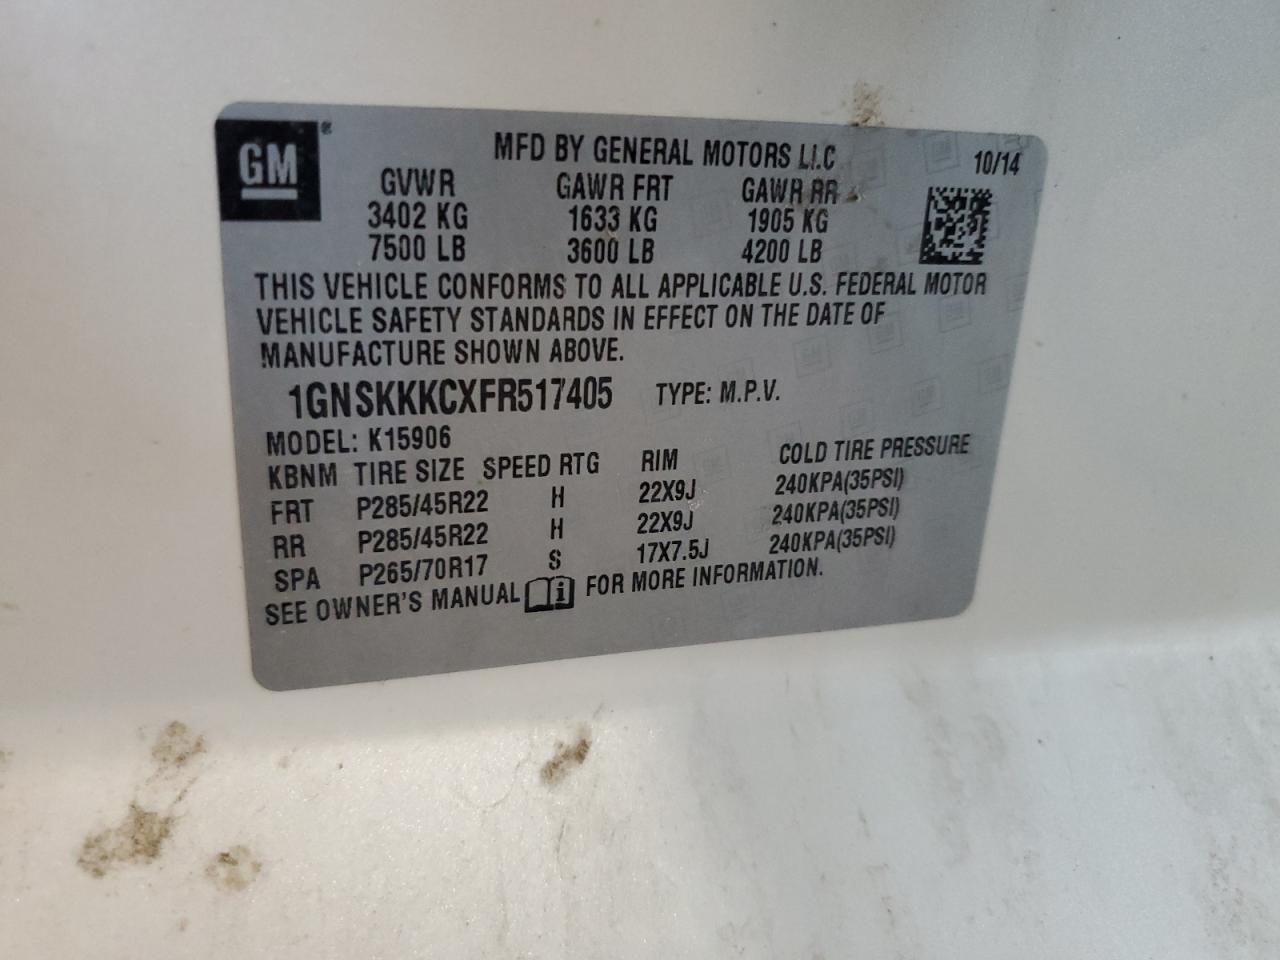 GM®
MFD BY GENERAL MOTORS LLC 10/14
GVWR GAWR FRT GAWR RR
3402 KG 1633 KG 1905 KG
7500 LB 3600 LB 4200 LB
THIS VEHICLE CONFORMS TO ALL APPLICABLE U.S. FEDERAL MOTOR
VEHICLE SAFETY STANDARDS IN EFFECT ON THE DATE OF
MANUFACTURE SHOWN ABOVE.
1GNSKKKCXFR517405 TYPE: M.P.V.
MODEL: K15906
KBNM TIRE SIZE SPEED RTG RIM COLD TIRE PRESSURE
FRT P285/45R22 H 22X9J 240KPA(35PSI)
RR P285/45R22 H 22X9J 240KPA(35PSI)
SPA P265/70R17 S 17X7.5J 240KPA(35PSI)
SEE OWNER'S MANUAL i FOR MORE INFORMATION.